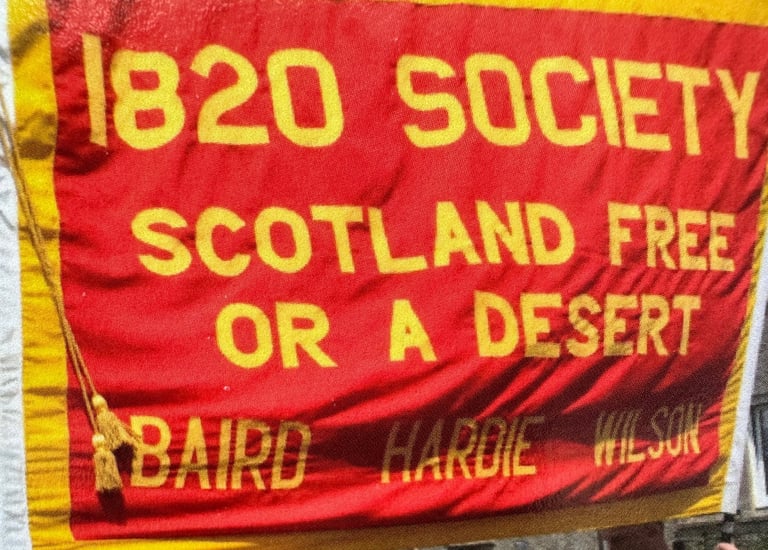 1820 SOCIETY
SCOTLAND FREE
OR A DESERT
BAIRD HARDIE WILSON